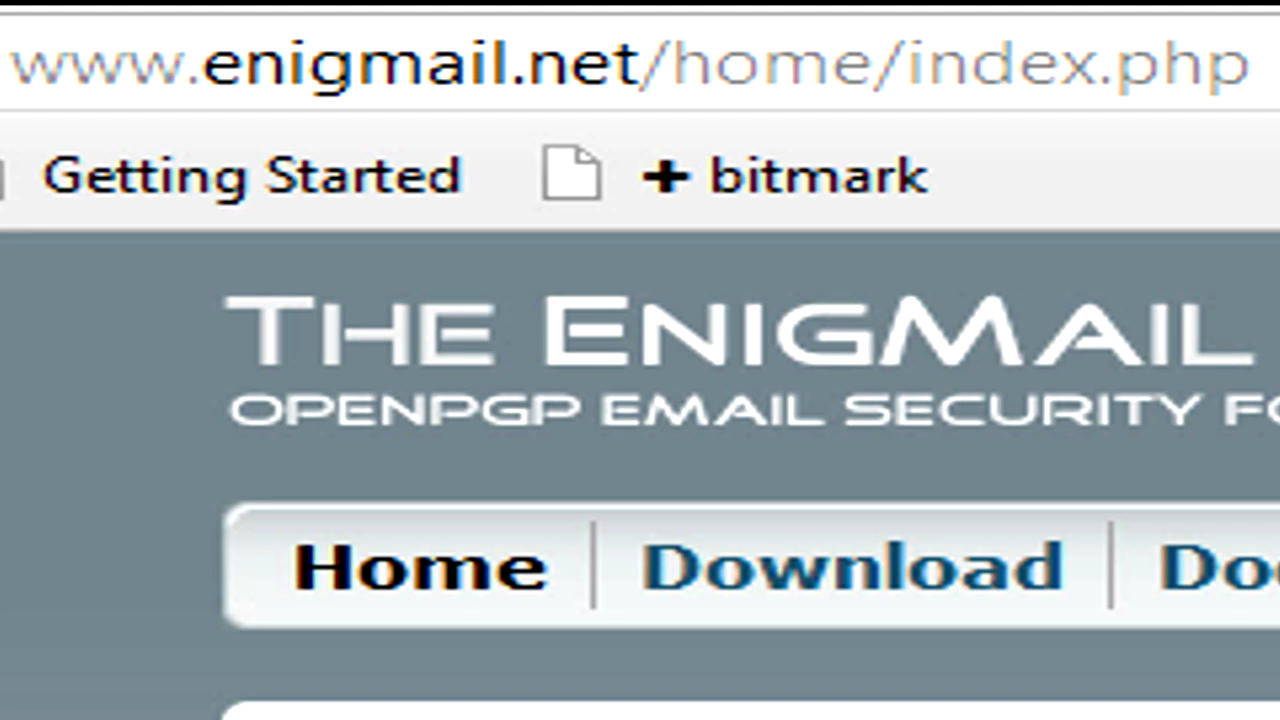 www.enigmail.net/home/index.php
Getting Started + bitmark
THE ENIGMAIL
OPENPGP EMAIL SECURITY
Home Download